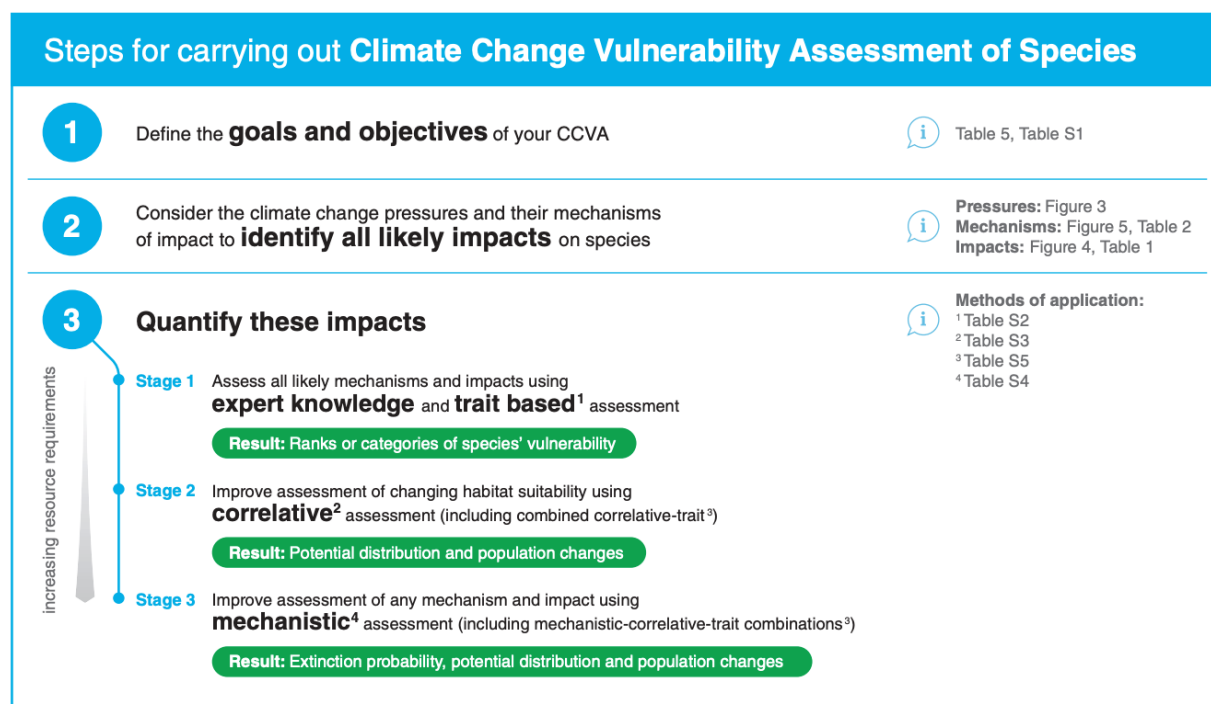 Steps for carrying out Climate Change Vulnerability Assessment of Species
1
Define the goals and objectives of your CCVA
i
Table 5, Table S1
2
Consider the climate change pressures and their mechanisms
of impact to identify all likely impacts on species
i
Pressures: Figure 3
Mechanisms: Figure 5, Table 2
Impacts: Figure 4, Table 1
3
Quantify these impacts
i
Methods of application:
¹ Table S2
² Table S3
³ Table S5
⁴ Table S4
increasing resource requirements
Stage 1
Assess all likely mechanisms and impacts using
expert knowledge and trait based¹ assessment
Result: Ranks or categories of species' vulnerability
Stage 2
Improve assessment of changing habitat suitability using
correlative² assessment (including combined correlative-trait³)
Result: Potential distribution and population changes
Stage 3
Improve assessment of any mechanism and impact using
mechanistic⁴ assessment (including mechanistic-correlative-trait combinations³)
Result: Extinction probability, potential distribution and population changes